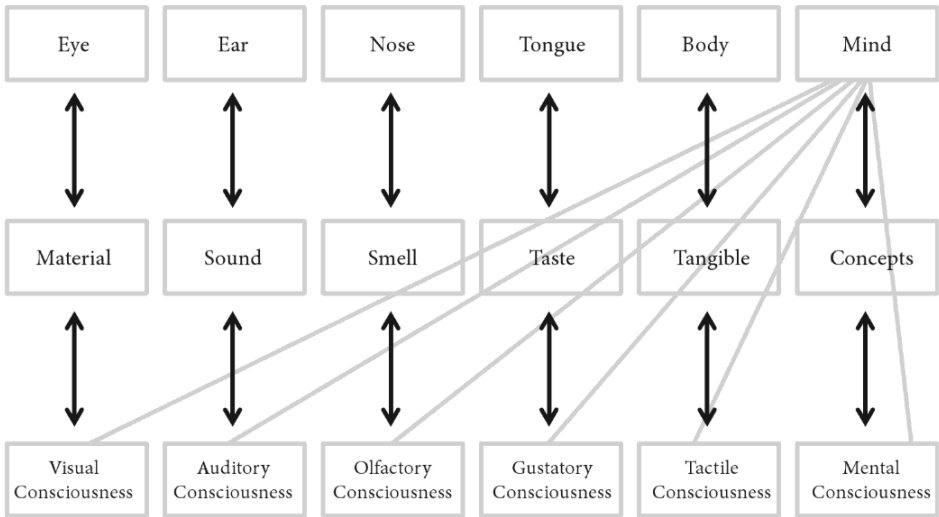 Eye
Ear
Nose
Tongue
Body
Mind
Material
Sound
Smell
Taste
Tangible
Concepts
Visual
Consciousness
Auditory
Consciousness
Olfactory
Consciousness
Gustatory
Consciousness
Tactile
Consciousness
Mental
Consciousness